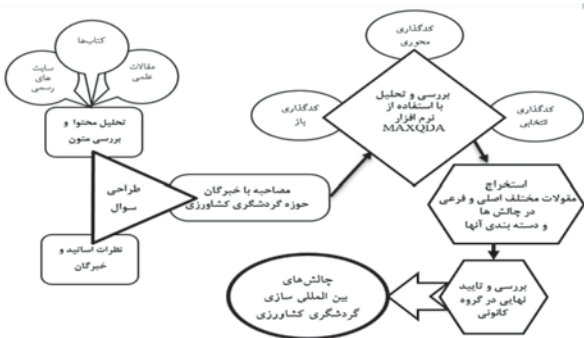 کتاب‌ها
مقالات
علمی
سایت
های
رسمی
تحلیل محتوا و
بررسی متون
طراحی
سوال
نظرات اساتید و
خبرگان
مصاحبه با خبرگان
حوزه گردشگری کشاورزی
کدگذاری
باز
کدگذاری
محوری
کدگذاری
انتخابی
بررسی و تحلیل
با استفاده از
نرم افزار
MAXQDA
استخراج
مقولات مختلف اصلی و فرعی
در چالش ها
و دسته بندی آنها
بررسی و تایید
نهایی در گروه
کانونی
چالش‌های
بین المللی سازی
گردشگری کشاورزی